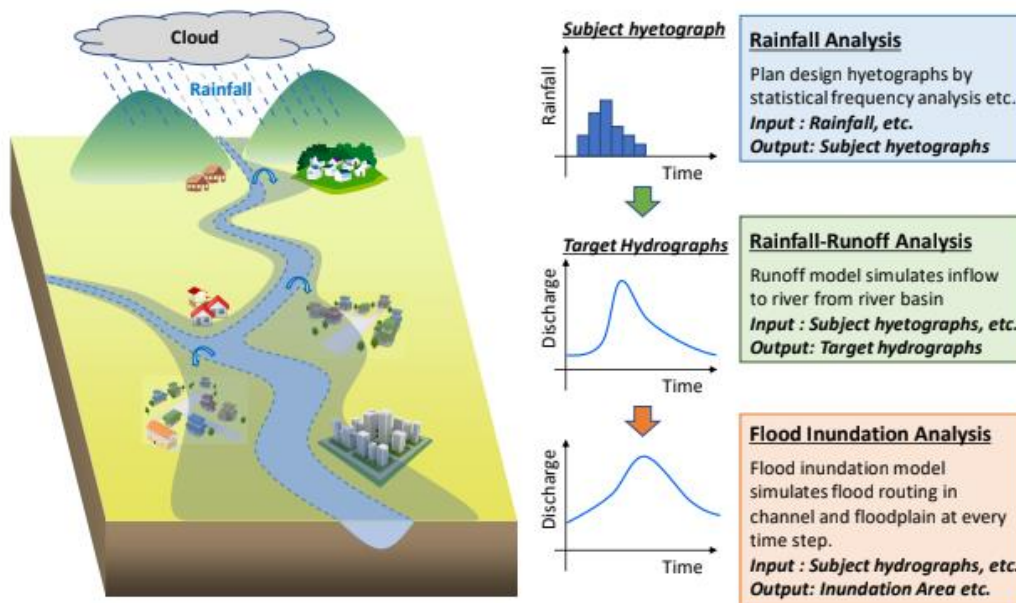 Cloud
Rainfall
Subject hyetograph
Rainfall
Time
Rainfall Analysis
Plan design hyetographs by
statistical frequency analysis etc.
Input : Rainfall, etc.
Output: Subject hyetographs
Target Hydrographs
Discharge
Time
Rainfall-Runoff Analysis
Runoff model simulates inflow
to river from river basin
Input : Subject hyetographs, etc.
Output: Target hydrographs
Discharge
Time
Flood Inundation Analysis
Flood inundation model
simulates flood routing in
channel and floodplain at every
time step.
Input : Subject hydrographs, etc.
Output: Inundation Area etc.